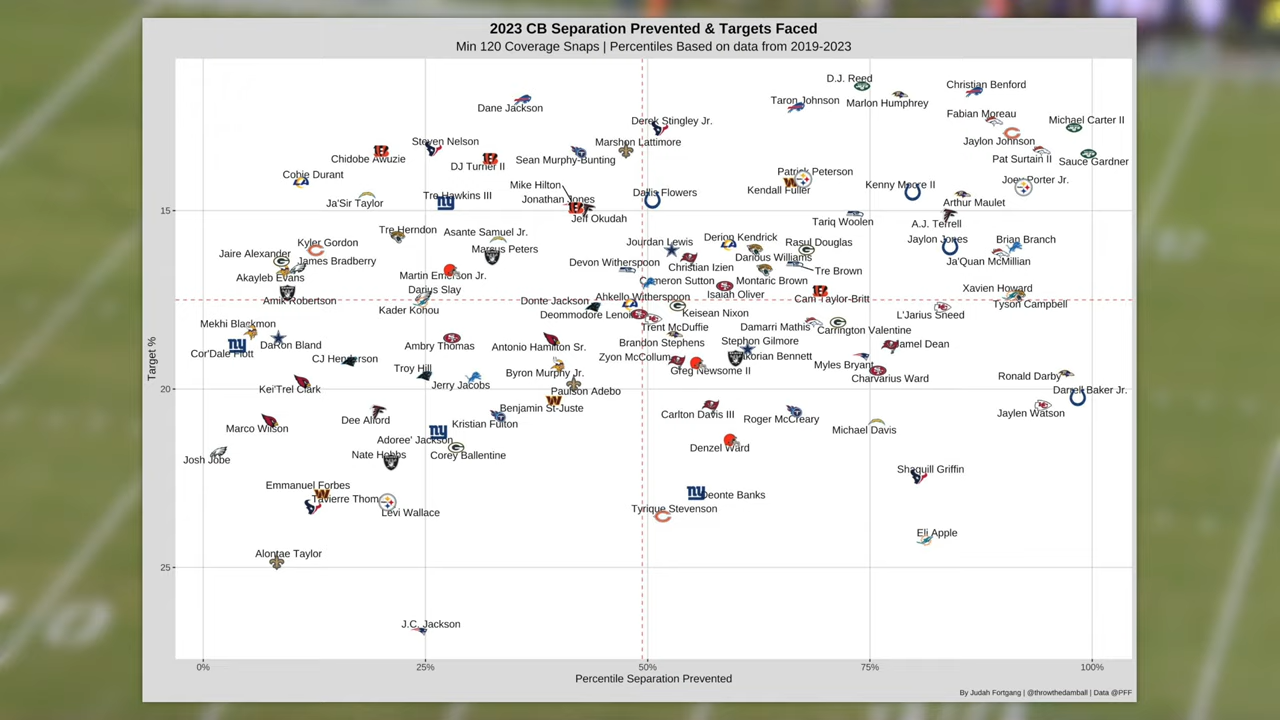 2023 CB Separation Prevented & Targets Faced
Min 120 Coverage Snaps | Percentiles Based on data from 2019-2023
D.J. Reed
Christian Benford
Dane Jackson
Taron Johnson
Marlon Humphrey
Fabian Moreau
Michael Carter II
Derek Stingley Jr.
Steven Nelson
Marshon Lattimore
Jaylon Johnson
Chidobe Awuzie
DJ Turner II
Sean Murphy-Bunting
Pat Surtain II
Sauce Gardner
Cobie Durant
Patrick Peterson
Mike Hilton
Kendall Fuller
Kenny Moore II
Joey Porter Jr.
Ja'Sir Taylor
Tre Hawkins III
Jonathan Jones
Dallis Flowers
Arthur Maulet
15
Jeff Okudah
Tariq Woolen
A.J. Terrell
Tre Herndon
Asante Samuel Jr.
Kyler Gordon
Marcus Peters
Jourdan Lewis
Derion Kendrick
Rasul Douglas
Jaylon Jones
Brian Branch
Jaire Alexander
James Bradberry
Devon Witherspoon
Christian Izien
Darious Williams
Ja'Quan McMillian
Akayleb Evans
Martin Emerson Jr.
Cameron Sutton
Montaric Brown
Tre Brown
Darius Slay
Isaiah Oliver
Xavien Howard
Amik Robertson
Donte Jackson
Ahkello Witherspoon
Cam Taylor-Britt
Tyson Campbell
Kader Kohou
Deommodore Lenoir
Keisean Nixon
L'Jarius Sneed
Mekhi Blackmon
Trent McDuffie
Damarri Mathis
Carrington Valentine
DaRon Bland
Ambry Thomas
Antonio Hamilton Sr.
Brandon Stephens
Stephon Gilmore
Jamel Dean
Cor'Dale Flott
CJ Henderson
Zyon McCollum
Jakorian Bennett
Myles Bryant
Troy Hill
Byron Murphy Jr.
Greg Newsome II
Charvarius Ward
Ronald Darby
20
Kei'Trel Clark
Jerry Jacobs
Paulson Adebo
Darrell Baker Jr.
Marco Wilson
Dee Alford
Benjamin St-Juste
Carlton Davis III
Roger McCreary
Jaylen Watson
Kristian Fulton
Michael Davis
Adoree' Jackson
Denzel Ward
Josh Jobe
Nate Hobbs
Corey Ballentine
Shaquill Griffin
Emmanuel Forbes
Tavierre Thom
Deonte Banks
Levi Wallace
Tyrique Stevenson
Eli Apple
Alontae Taylor
25
J.C. Jackson
Target %
0%
25%
50%
75%
100%
Percentile Separation Prevented
By Judah Fortgang | @throwthedamball | Data @PFF